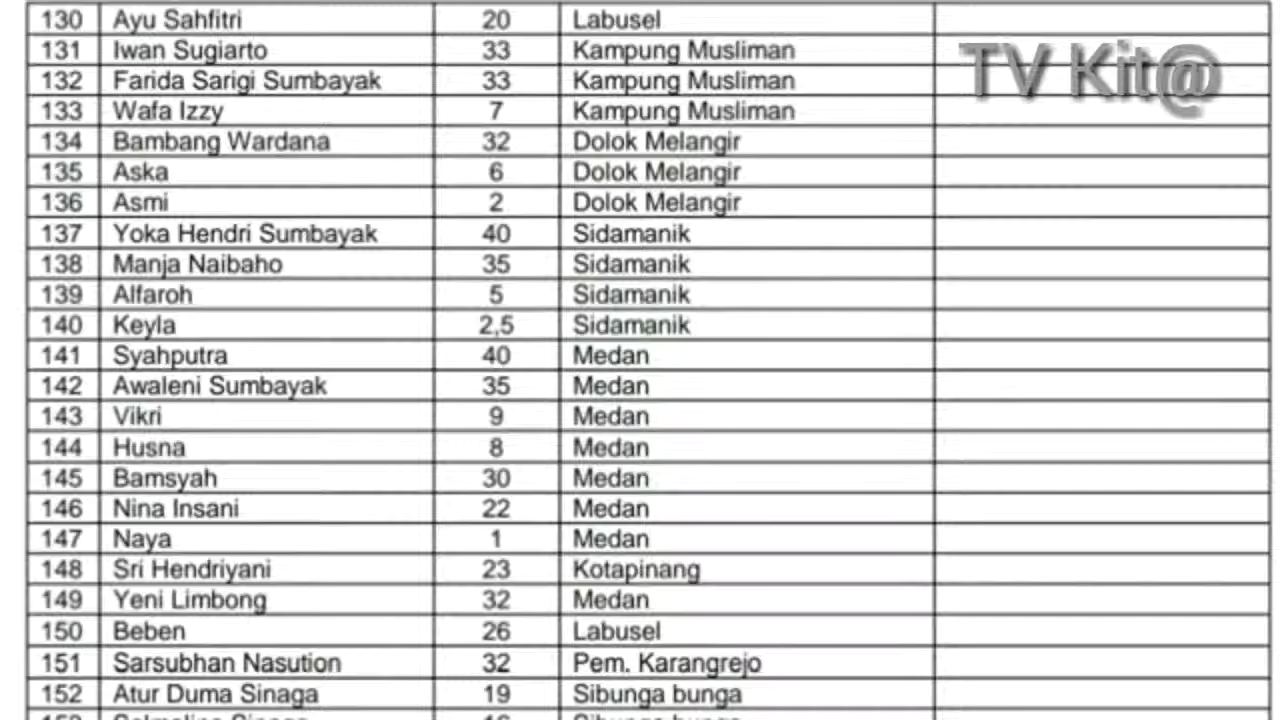 130 Ayu Sahfitri 20 Labusel
131 Iwan Sugiarto 33 Kampung Musliman
TV Kit@
132 Farida Sarigi Sumbayak 33 Kampung Musliman
133 Wafa Izzy 7 Kampung Musliman
134 Bambang Wardana 32 Dolok Melangir
135 Aska 6 Dolok Melangir
136 Asmi 2 Dolok Melangir
137 Yoka Hendri Sumbayak 40 Sidamanik
138 Manja Naibaho 35 Sidamanik
139 Alfaroh 5 Sidamanik
140 Keyla 2,5 Sidamanik
141 Syahputra 40 Medan
142 Awaleni Sumbayak 35 Medan
143 Vikri 9 Medan
144 Husna 8 Medan
145 Bamsyah 30 Medan
146 Nina Insani 22 Medan
147 Naya 1 Medan
148 Sri Hendriyani 23 Kotapinang
149 Yeni Limbong 32 Medan
150 Beben 26 Labusel
151 Sarsubhan Nasution 32 Pem. Karangrejo
152 Atur Duma Sinaga 19 Sibunga bunga